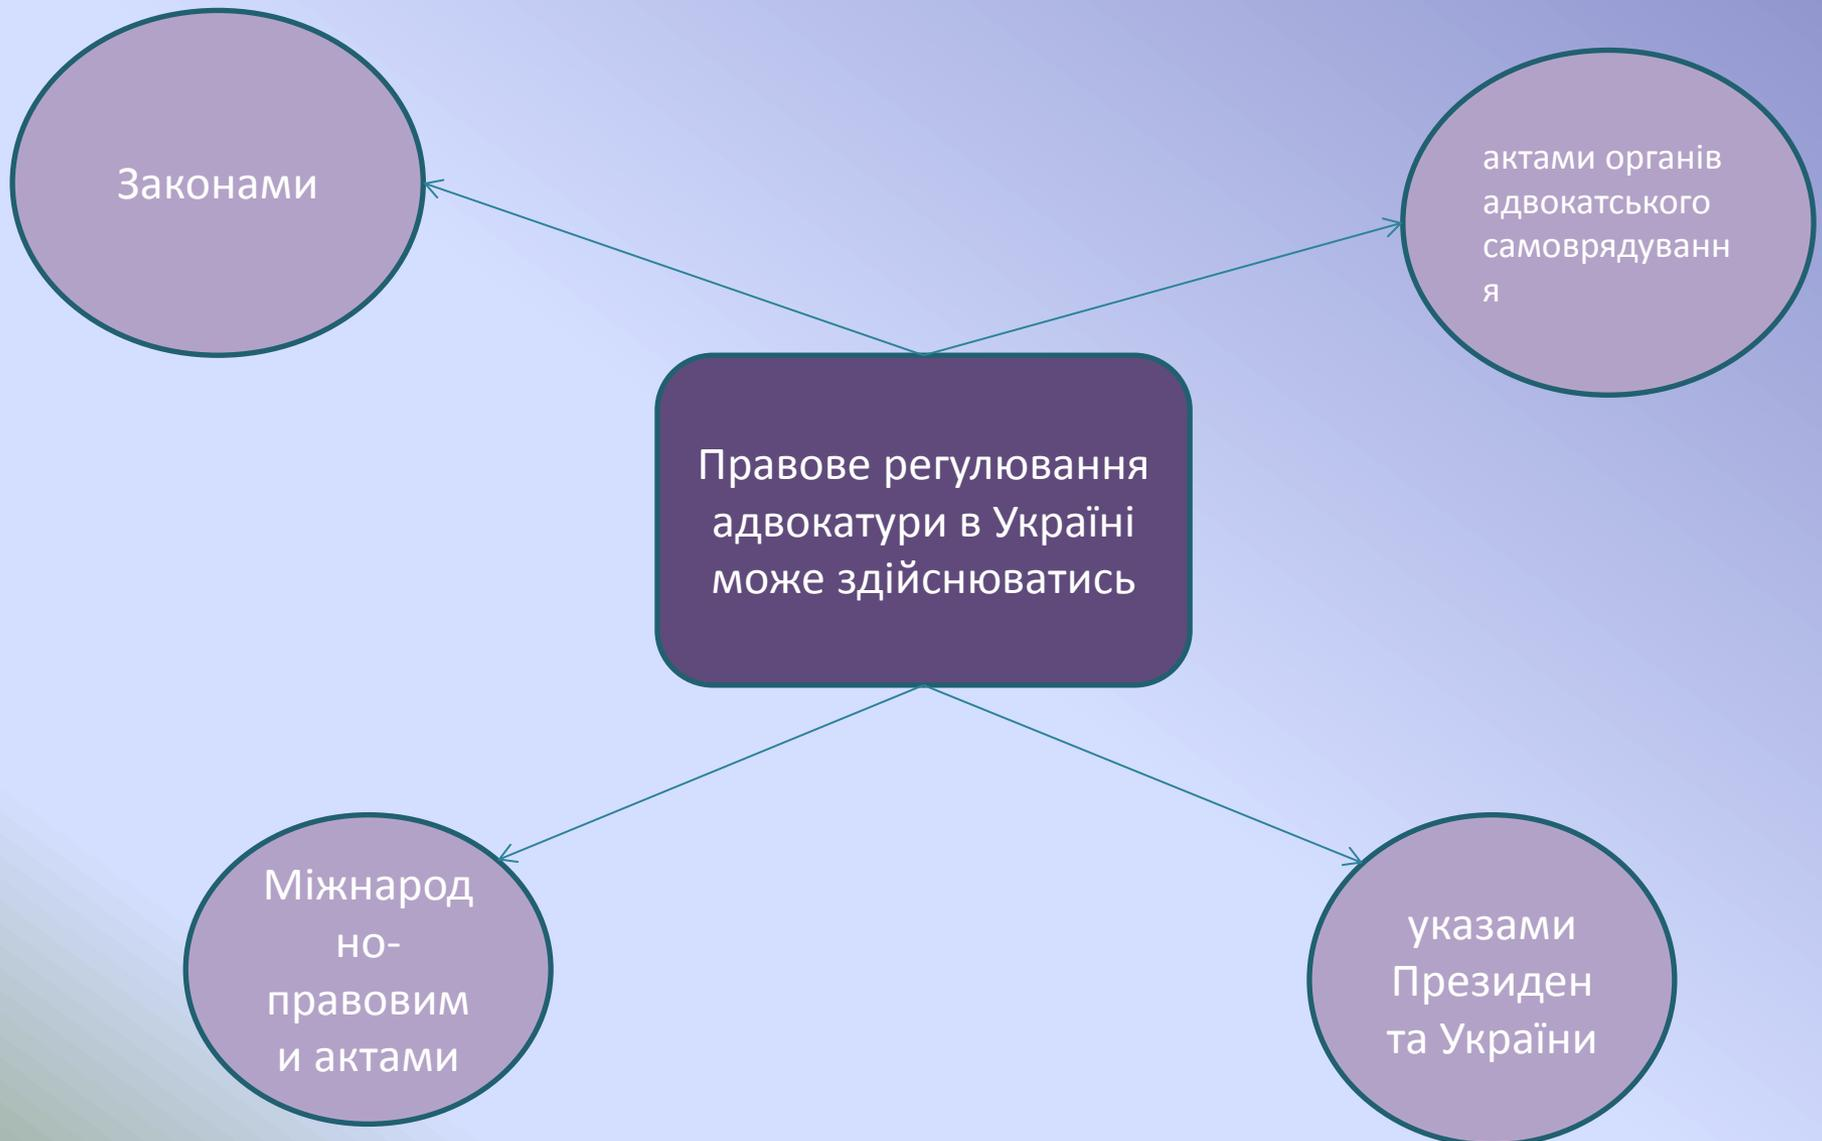 Законами
актами органів
адвокатського
самоврядуванн
я
Правове регулювання
адвокатури в Україні
може здійснюватись
Міжнарод
но-
правовим
и актами
указами
Президен
та України